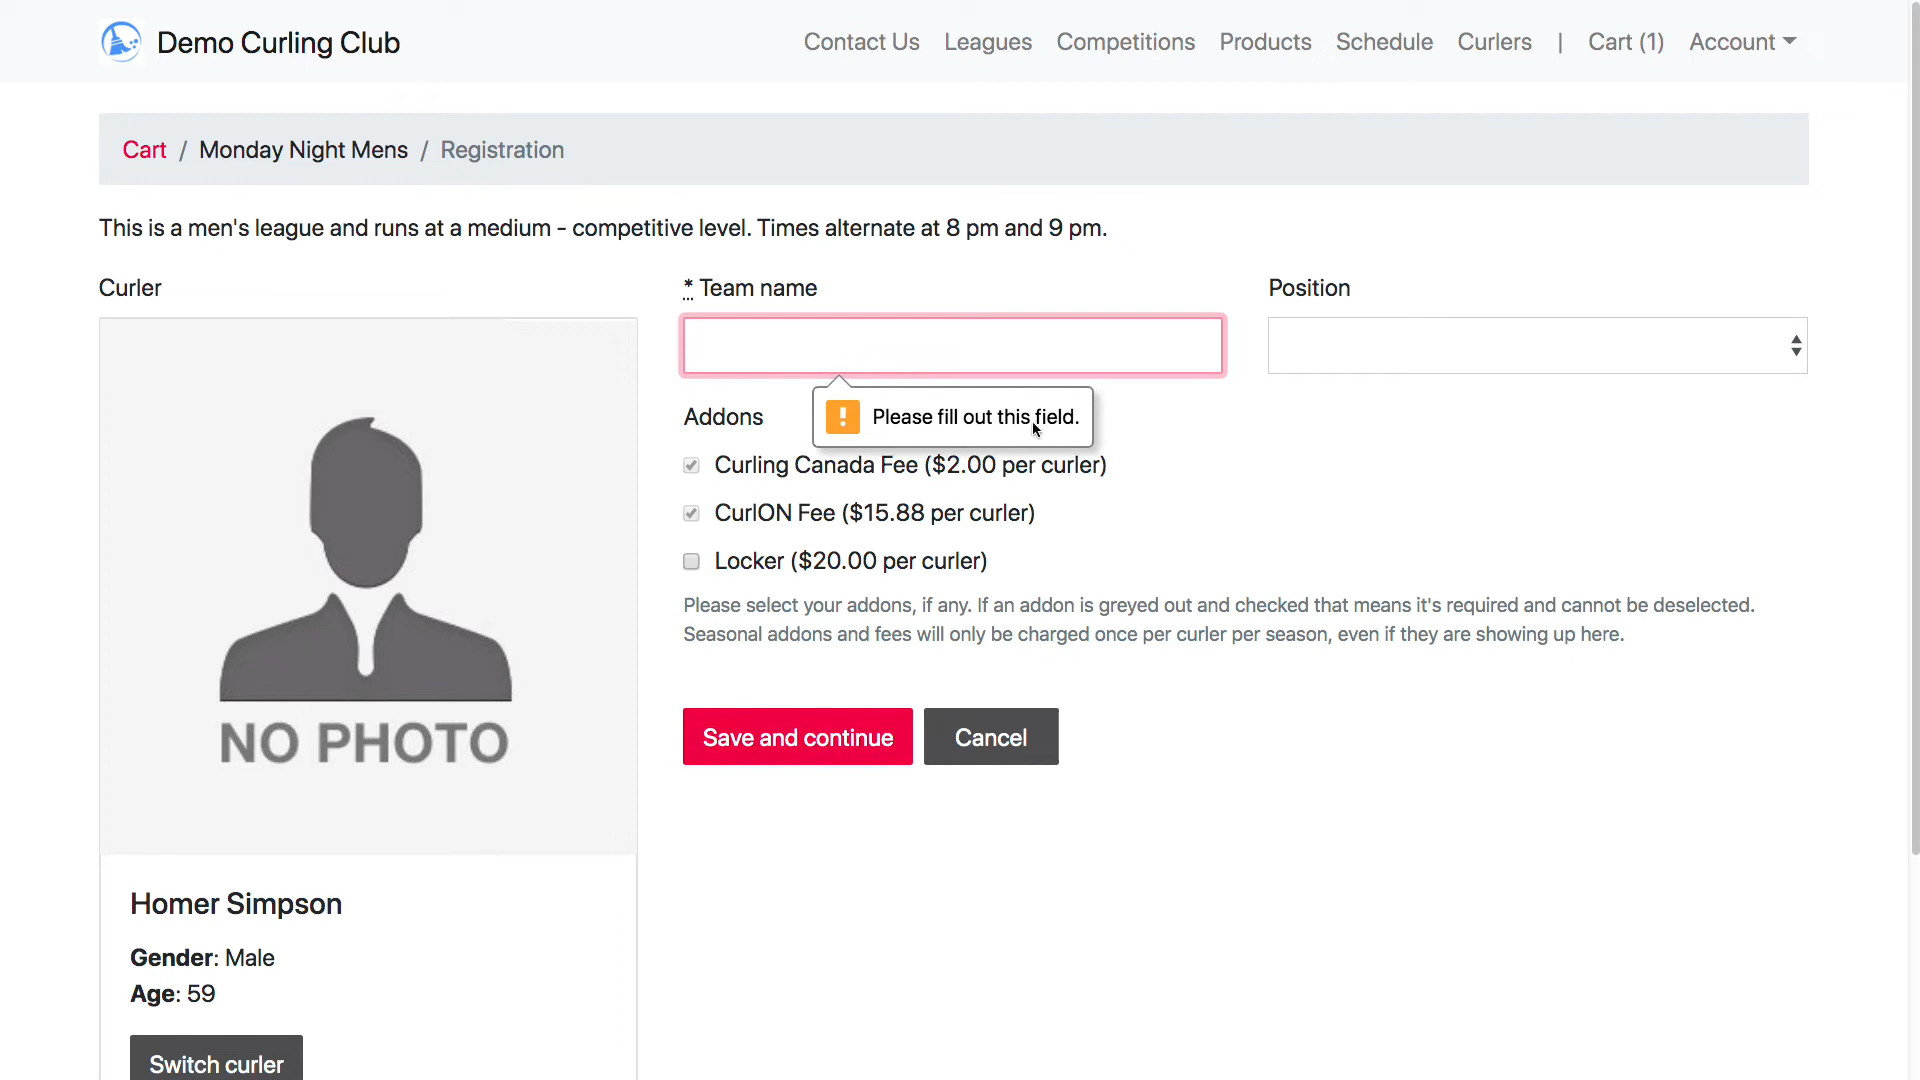 Demo Curling Club
Contact Us Leagues Competitions Products Schedule Curlers | Cart (1) Account
Cart / Monday Night Mens / Registration
This is a men's league and runs at a medium - competitive level. Times alternate at 8 pm and 9 pm.
Curler
* Team name
Position
Please fill out this field.
Addons
Curling Canada Fee ($2.00 per curler)
CurlON Fee ($15.88 per curler)
Locker ($20.00 per curler)
Please select your addons, if any. If an addon is greyed out and checked that means it's required and cannot be deselected.
Seasonal addons and fees will only be charged once per curler per season, even if they are showing up here.
Save and continue
Cancel
NO PHOTO
Homer Simpson
Gender: Male
Age: 59
Switch curler